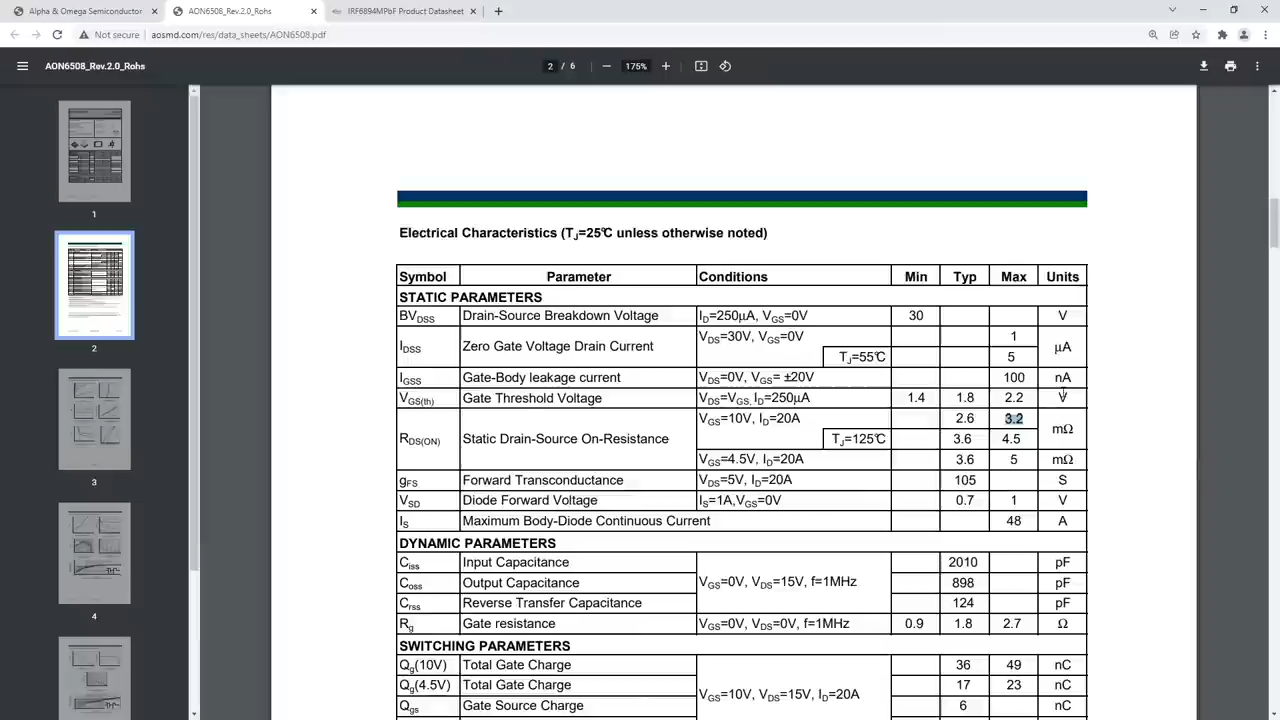 Alpha & Omega Semiconductor
AON6508_Rev.2.0_Rohs
IRF6894MPbF Product Datasheet
Not secure
aosmd.com/res/data_sheets/AON6508.pdf
AON6508_Rev.2.0_Rohs
2 / 6
175%
1
2
3
4
Electrical Characteristics (TJ=25℃ unless otherwise noted)
Symbol Parameter Conditions Min Typ Max Units
STATIC PARAMETERS
BVDSS Drain-Source Breakdown Voltage ID=250μA, VGS=0V 30 V
IDSS Zero Gate Voltage Drain Current VDS=30V, VGS=0V 1 μA
TJ=55℃ 5
IGSS Gate-Body leakage current VDS=0V, VGS= ±20V 100 nA
VGS(th) Gate Threshold Voltage VDS=VGS, ID=250μA 1.4 1.8 2.2 V
RDS(ON) Static Drain-Source On-Resistance VGS=10V, ID=20A 2.6 3.2 mΩ
TJ=125℃ 3.6 4.5
VGS=4.5V, ID=20A 3.6 5 mΩ
gFS Forward Transconductance VDS=5V, ID=20A 105 S
VSD Diode Forward Voltage IS=1A,VGS=0V 0.7 1 V
IS Maximum Body-Diode Continuous Current 48 A
DYNAMIC PARAMETERS
Ciss Input Capacitance VGS=0V, VDS=15V, f=1MHz 2010 pF
Coss Output Capacitance 898 pF
Crss Reverse Transfer Capacitance 124 pF
Rg Gate resistance VGS=0V, VDS=0V, f=1MHz 0.9 1.8 2.7 Ω
SWITCHING PARAMETERS
Qg(10V) Total Gate Charge VGS=10V, VDS=15V, ID=20A 36 49 nC
Qg(4.5V) Total Gate Charge 17 23 nC
Qgs Gate Source Charge 6 nC